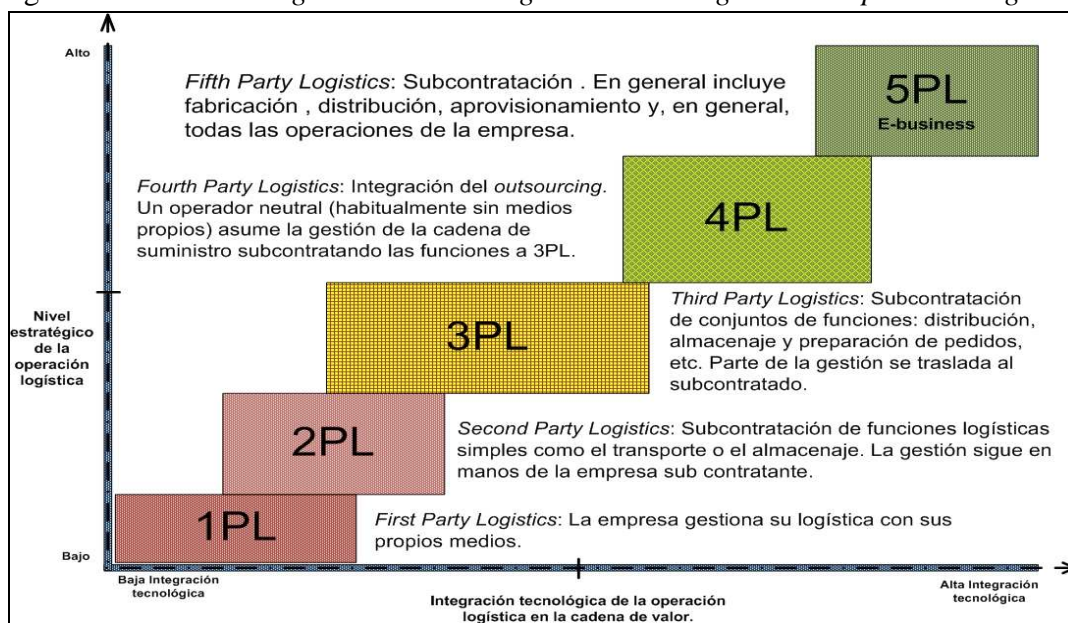 Alto
Fifth Party Logistics: Subcontratación . En general incluye
fabricación , distribución, aprovisionamiento y, en general,
todas las operaciones de la empresa.
5PL
E-business
Fourth Party Logistics: Integración del outsourcing.
Un operador neutral (habitualmente sin medios
propios) asume la gestión de la cadena de
suministro subcontratando las funciones a 3PL.
4PL
Nivel
estratégico
de la
operación
logística
3PL
Third Party Logistics: Subcontratación
de conjuntos de funciones: distribución,
almacenaje y preparación de pedidos,
etc. Parte de la gestión se traslada al
subcontratado.
2PL
Second Party Logistics: Subcontratación de funciones logísticas
simples como el transporte o el almacenaje. La gestión sigue en
manos de la empresa sub contratante.
1PL
First Party Logistics: La empresa gestiona su logística con sus
propios medios.
Bajo
Baja Integración
tecnológica
Integración tecnológica de la operación
logística en la cadena de valor.
Alta Integración
tecnológica